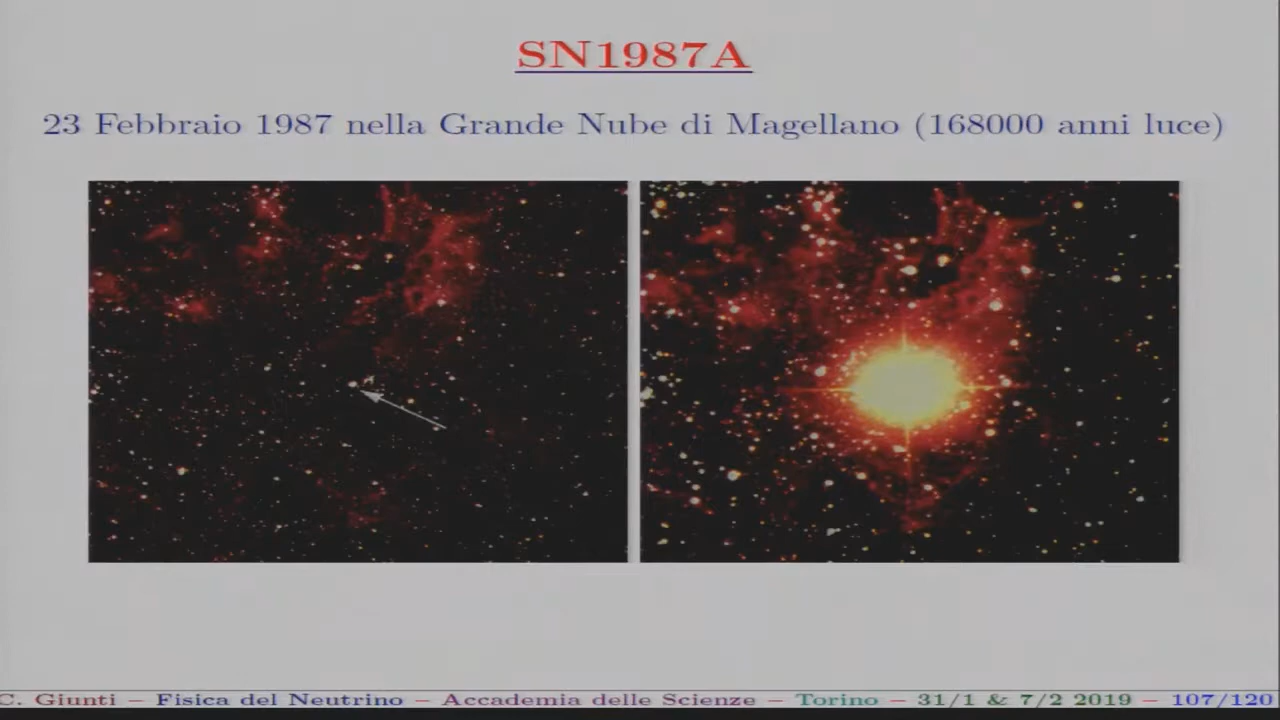 SN1987A
23 Febbraio 1987 nella Grande Nube di Magellano (168000 anni luce)
C. Giunti − Fisica del Neutrino − Accademia delle Scienze − Torino − 31/1 & 7/2 2019 − 107/120